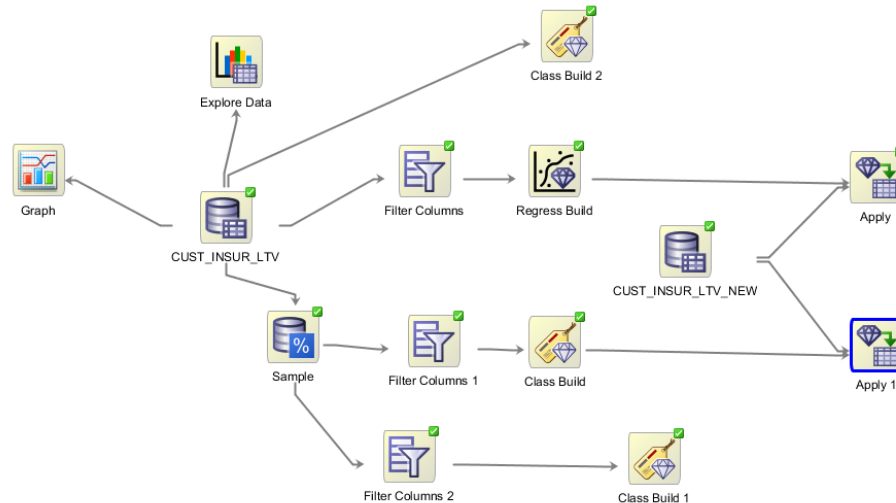 Class Build 2
Explore Data
Graph
Filter Columns
Regress Build
Apply
CUST_INSUR_LTV
CUST_INSUR_LTV_NEW
%
Sample
Filter Columns 1
Class Build
Apply 1
Filter Columns 2
Class Build 1